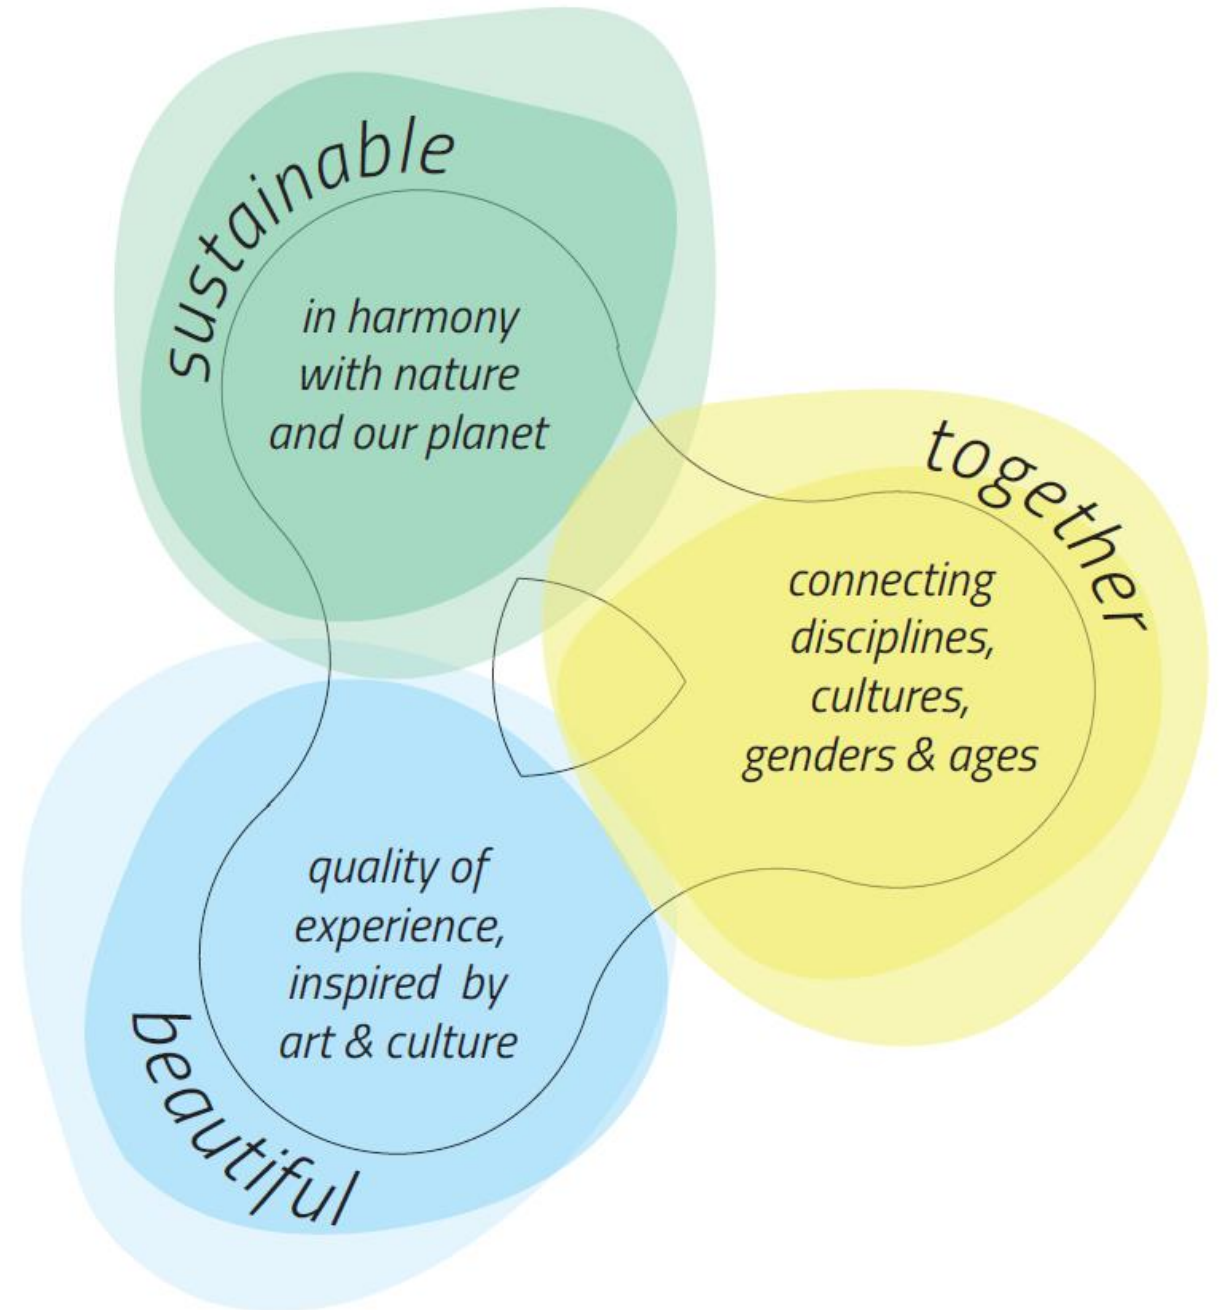 sustainable
in harmony
with nature
and our planet
together
connecting
disciplines,
cultures,
genders & ages
quality of
experience,
inspired by
art & culture
beautiful